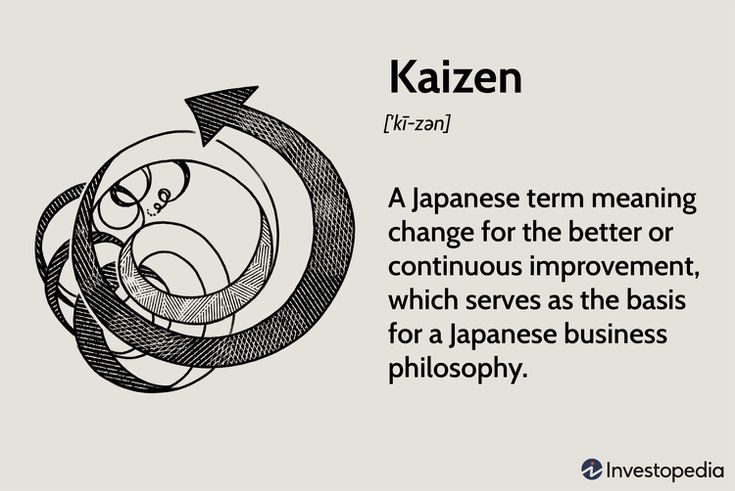 Kaizen
['kī-zən]
A Japanese term meaning
change for the better or
continuous improvement,
which serves as the basis
for a Japanese business
philosophy.
Investopedia